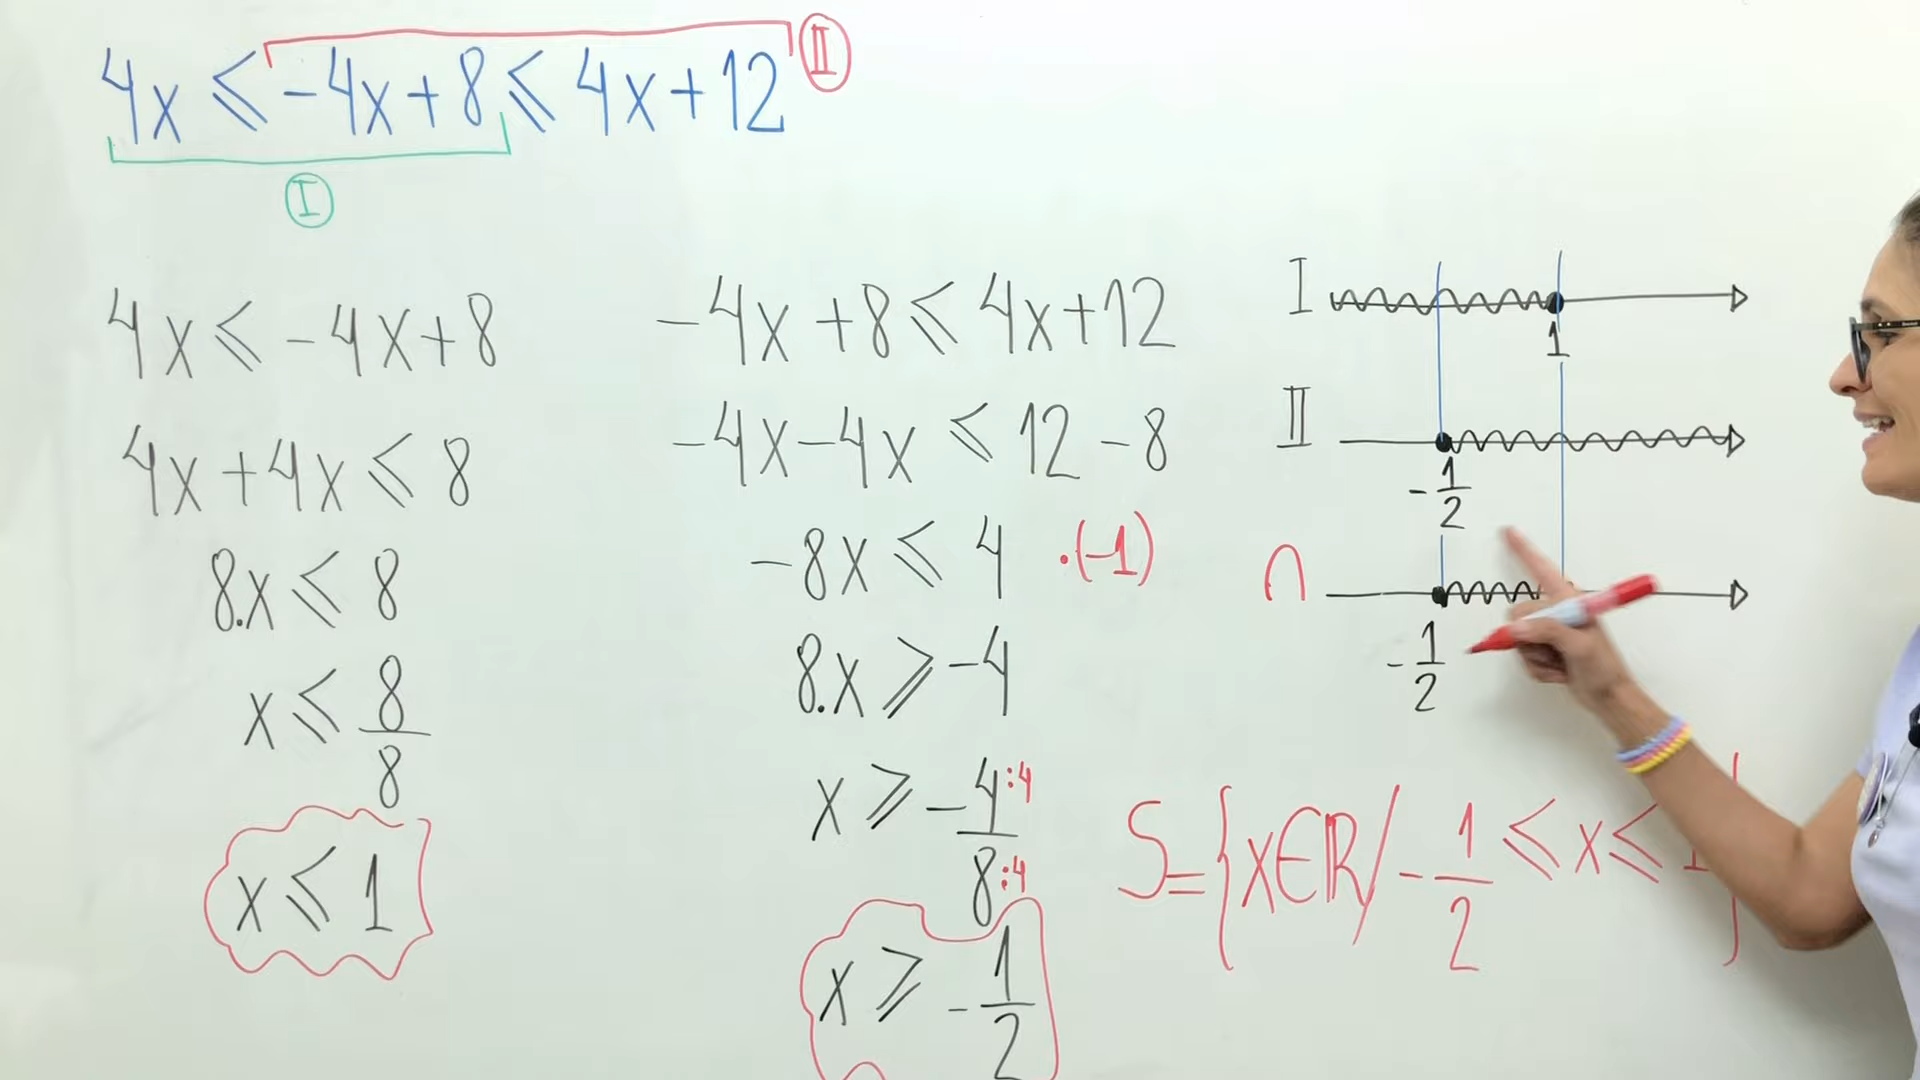 4x ⩽ -4x+8 ⩽ 4x+12 II
I
4x ⩽ -4x+8
4x+4x ⩽ 8
8.x ⩽ 8
x ⩽ 8/8
x ⩽ 1
-4x+8 ⩽ 4x+12
-4x-4x ⩽ 12-8
-8x ⩽ 4 .(-1)
8.x ⩾ -4
x ⩾ -4:4/8:4
x ⩾ -1/2
I
1
II
-1/2
∩
-1/2
S={x∈R/-1/2 ⩽ x ⩽ 1}